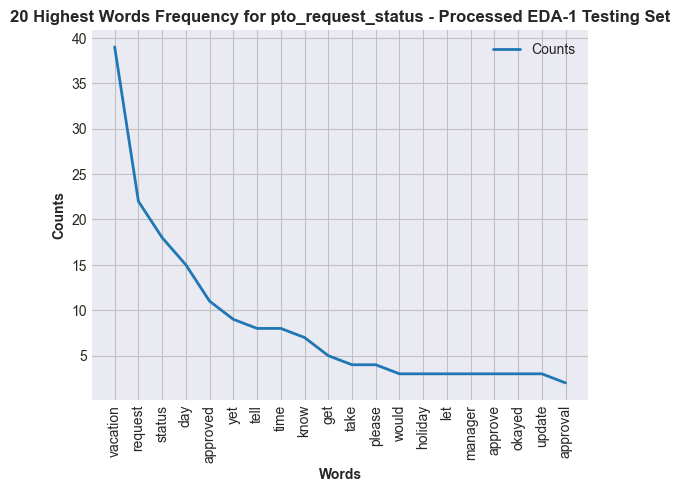 20 Highest Words Frequency for pto_request_status - Processed EDA-1 Testing Set
Counts
40
35
30
25
20
15
10
5
Counts
vacation
request
status
day
approved
yet
tell
time
know
get
take
please
would
holiday
let
manager
approve
okayed
update
approval
Words